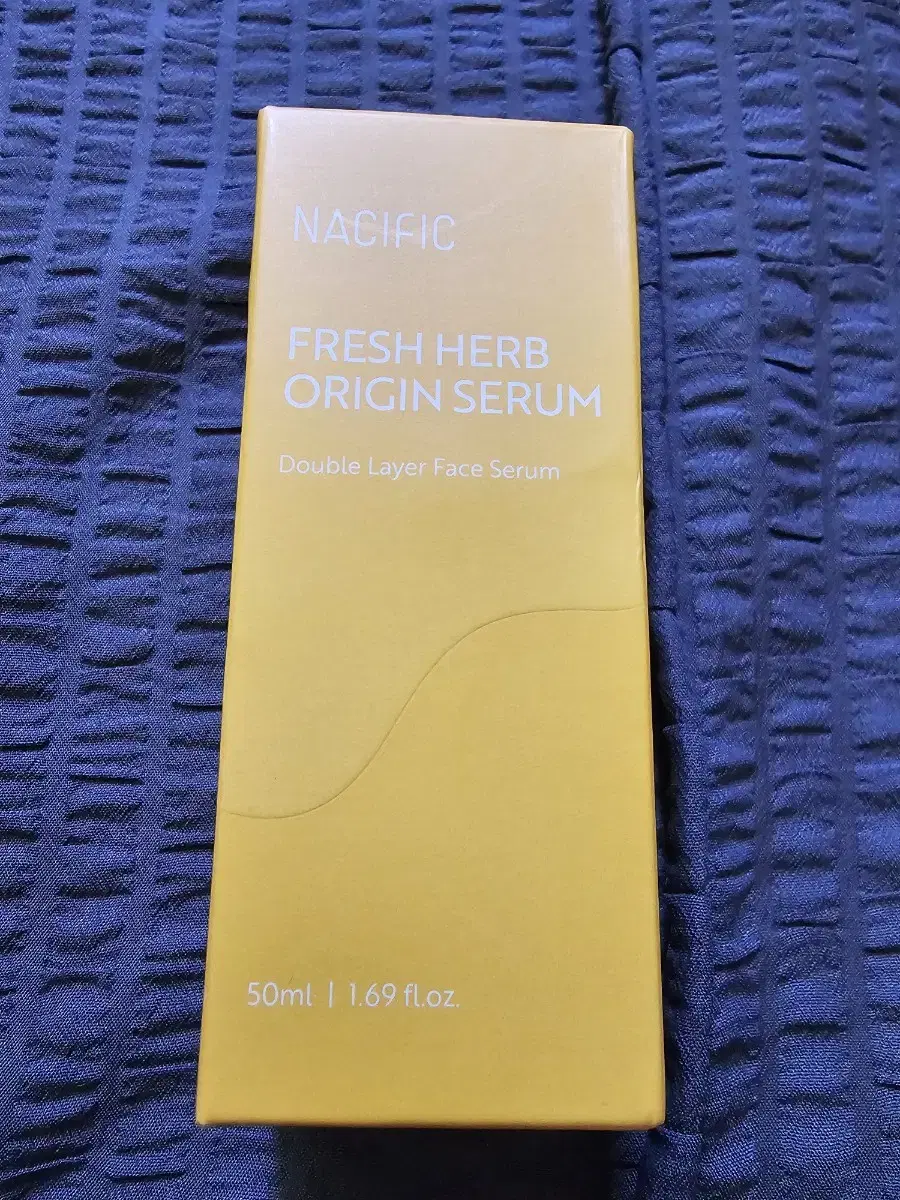 NACIFIC
FRESH HERB
ORIGIN SERUM
Double Layer Face Serum
50ml | 1.69 fl.oz.